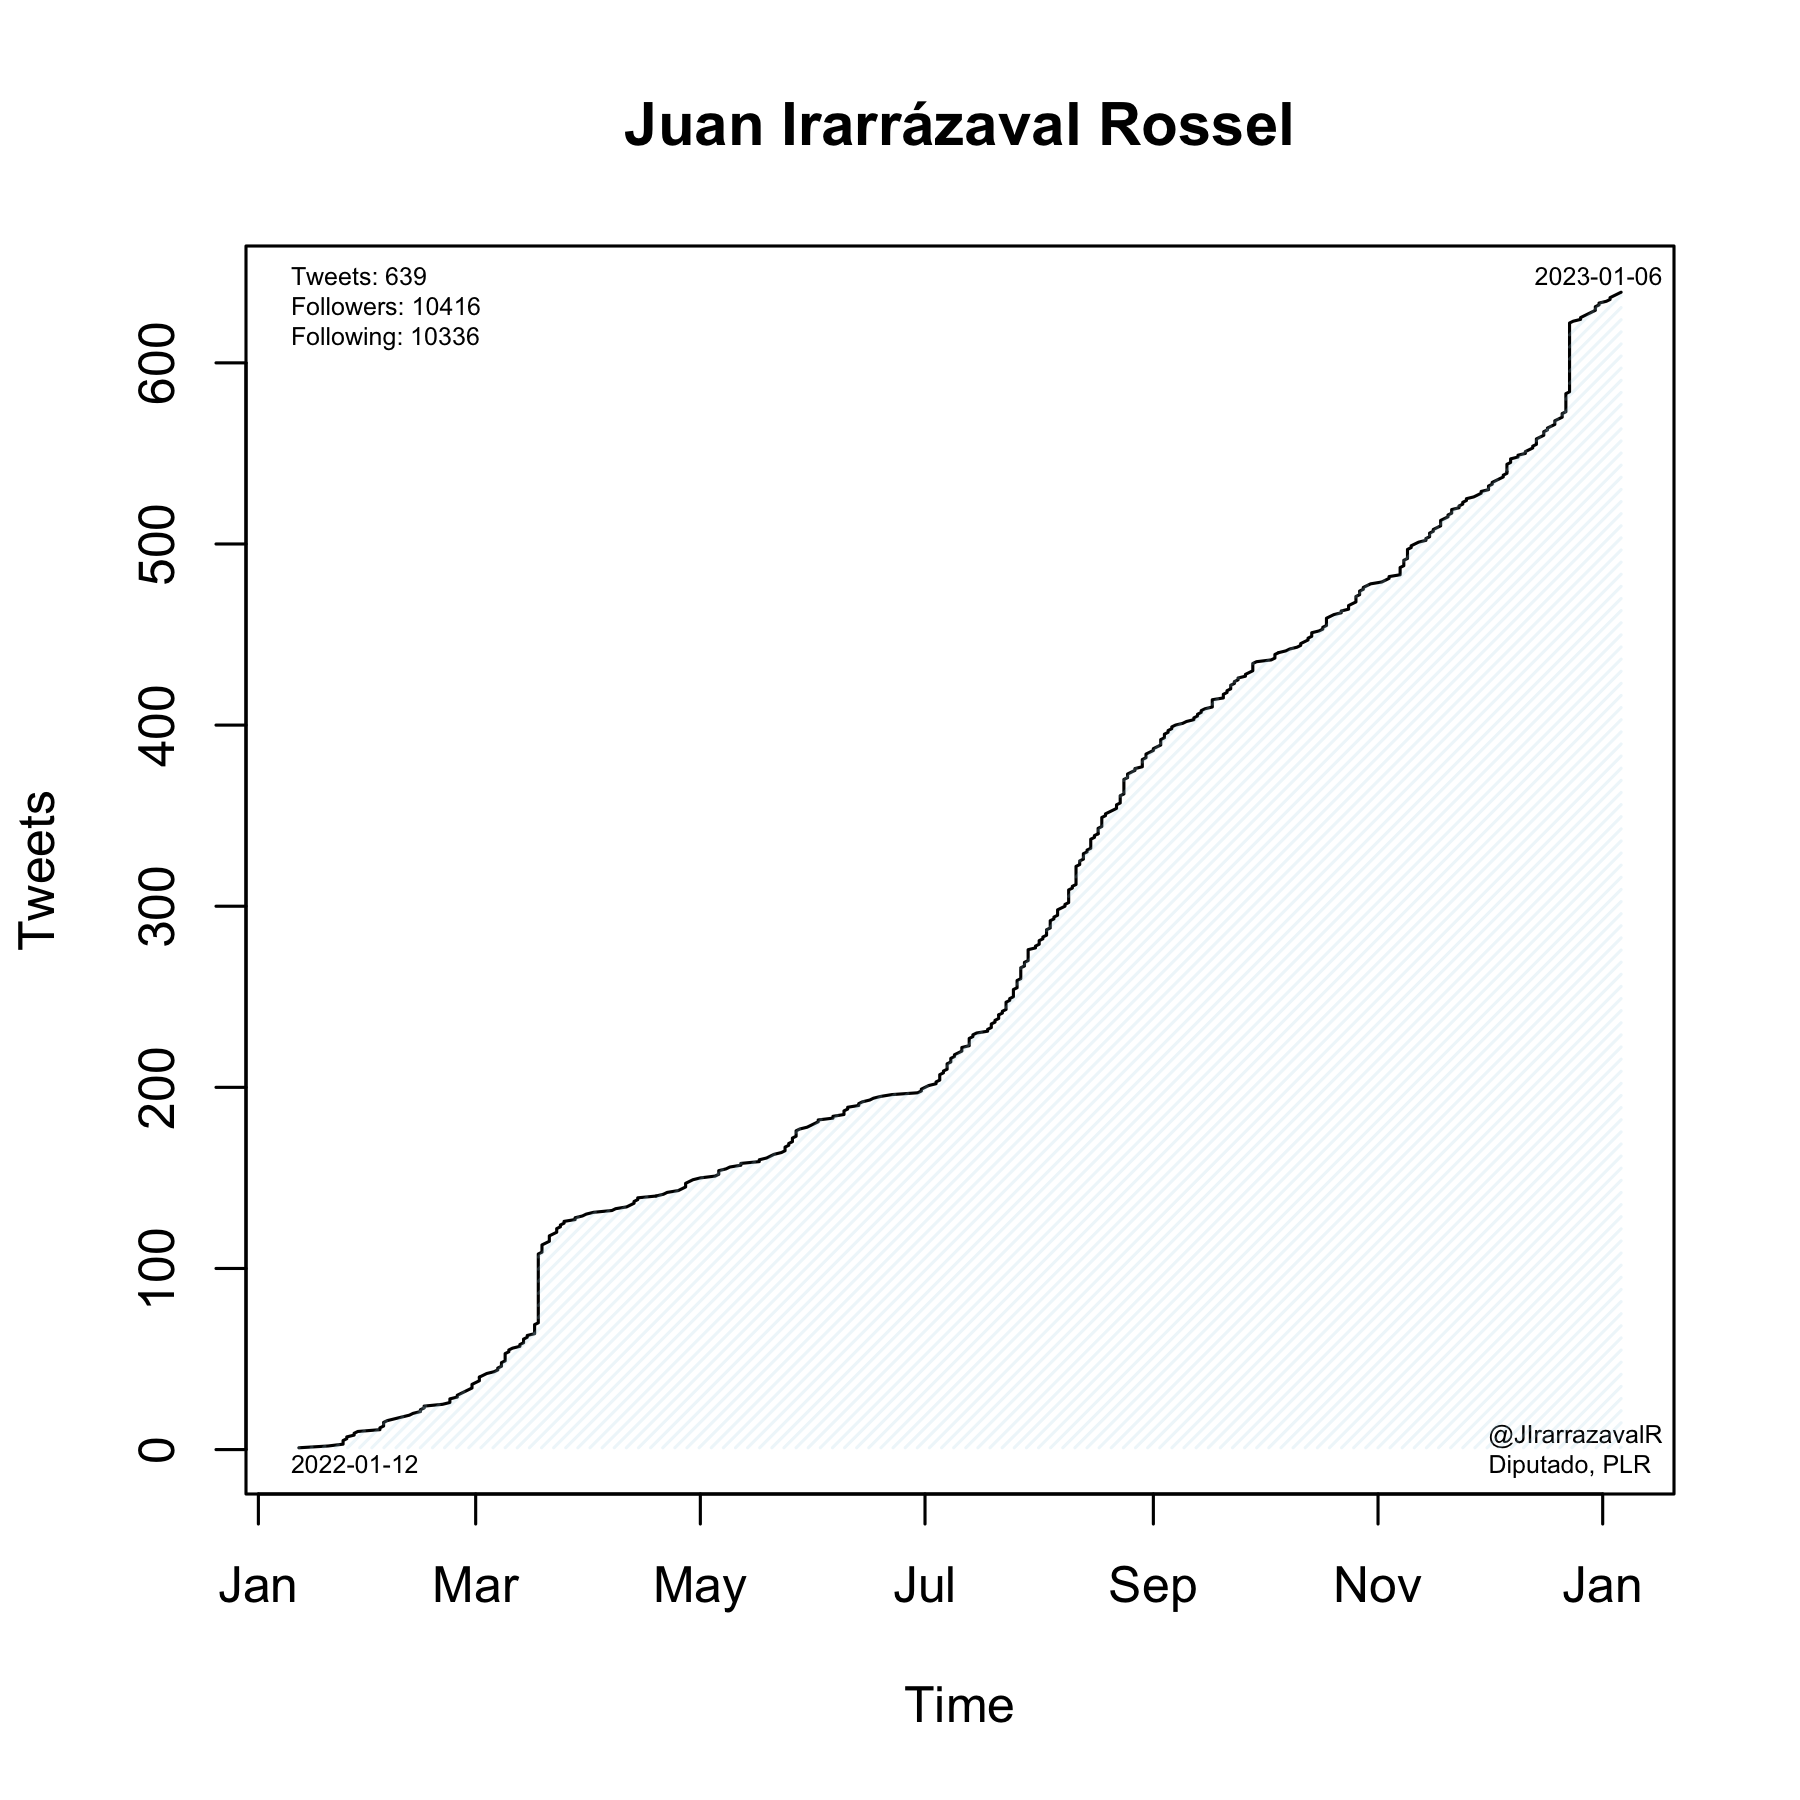 Juan Irarrázaval Rossel
Tweets: 639
Followers: 10416
Following: 10336
2023-01-06
600
500
400
300
200
100
0
Tweets
@JIrarrazavalR
Diputado, PLR
2022-01-12
Jan Mar May Jul Sep Nov Jan
Time